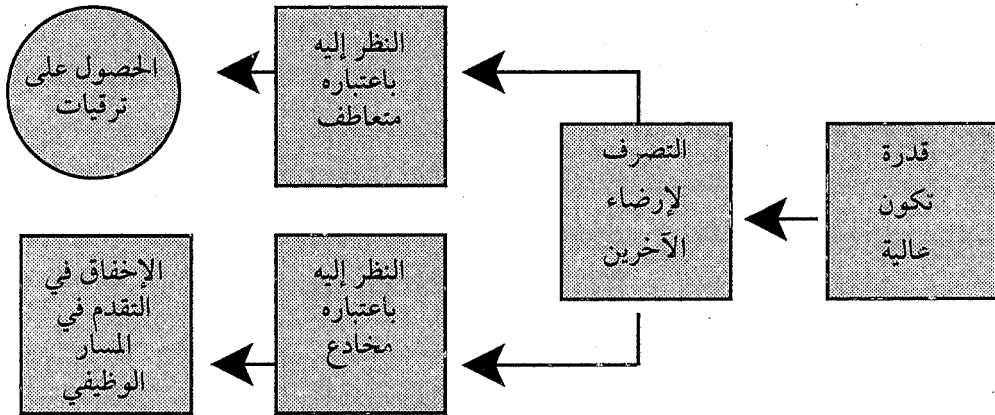 قدرة
تكون
عالية
التصرف
لإرضاء
الآخرين
النظر إليه
باعتباره
متعاطف
الحصول على
ترقيات
النظر إليه
باعتباره
مخادع
الإخفاق في
التقدم في
المسار
الوظيفي